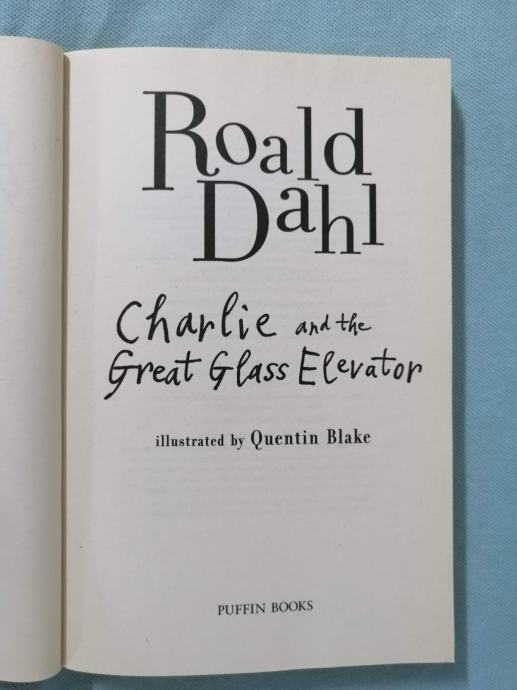 Roald
Dahl
Charlie and the
Great Glass Elevator
illustrated by Quentin Blake
PUFFIN BOOKS